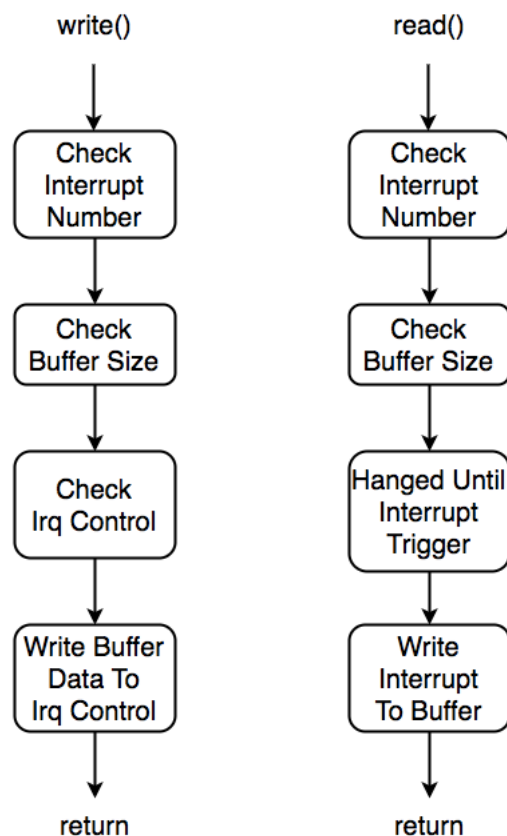 write()
Check
Interrupt
Number
Check
Buffer Size
Check
Irq Control
Write Buffer
Data To
Irq Control
return
read()
Check
Interrupt
Number
Check
Buffer Size
Hanged Until
Interrupt
Trigger
Write
Interrupt
To Buffer
return